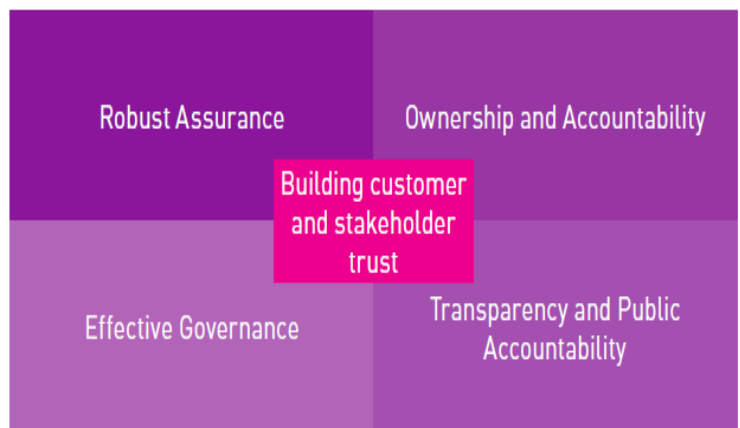 Robust Assurance
Ownership and Accountability
Building customer
and stakeholder
trust
Effective Governance
Transparency and Public
Accountability